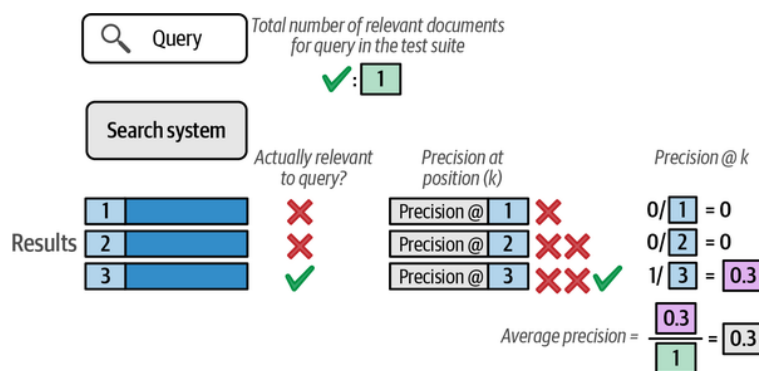 Query
Total number of relevant documents
for query in the test suite
: 1
Search system
Actually relevant
to query?
Precision at
position (k)
Precision @ k
Results
1
Precision @ 1
0/ 1 = 0
2
Precision @ 2
0/ 2 = 0
3
Precision @ 3
1/ 3 = 0.3
Average precision = 0.3 = 0.3
1